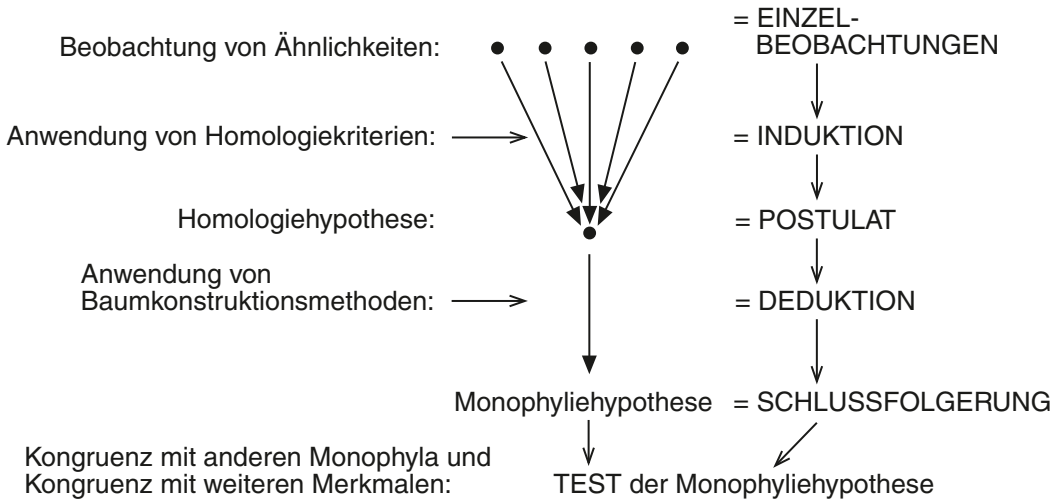 = EINZEL-
Beobachtung von Ähnlichkeiten:
BEOBACHTUNGEN
Anwendung von Homologiekriterien:
= INDUKTION
Homologiehypothese:
= POSTULAT
Anwendung von
Baumkonstruktionsmethoden:
= DEDUKTION
Monophyliehypothese
= SCHLUSSFOLGERUNG
Kongruenz mit anderen Monophyla und
Kongruenz mit weiteren Merkmalen:
TEST der Monophyliehypothese